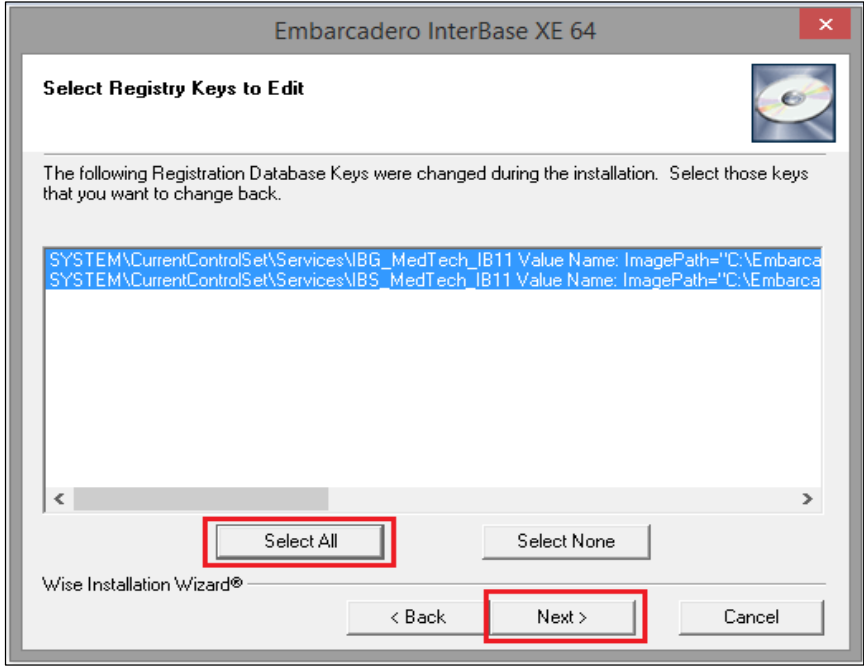 Embarcadero InterBase XE 64
Select Registry Keys to Edit
The following Registration Database Keys were changed during the installation.  Select those keys
that you want to change back.
SYSTEM\CurrentControlSet\Services\IBG_MedTech_IB11 Value Name: ImagePath="C:\Embarca
SYSTEM\CurrentControlSet\Services\IBS_MedTech_IB11 Value Name: ImagePath="C:\Embarca
Select All
Select None
Wise Installation Wizard®
< Back
Next >
Cancel